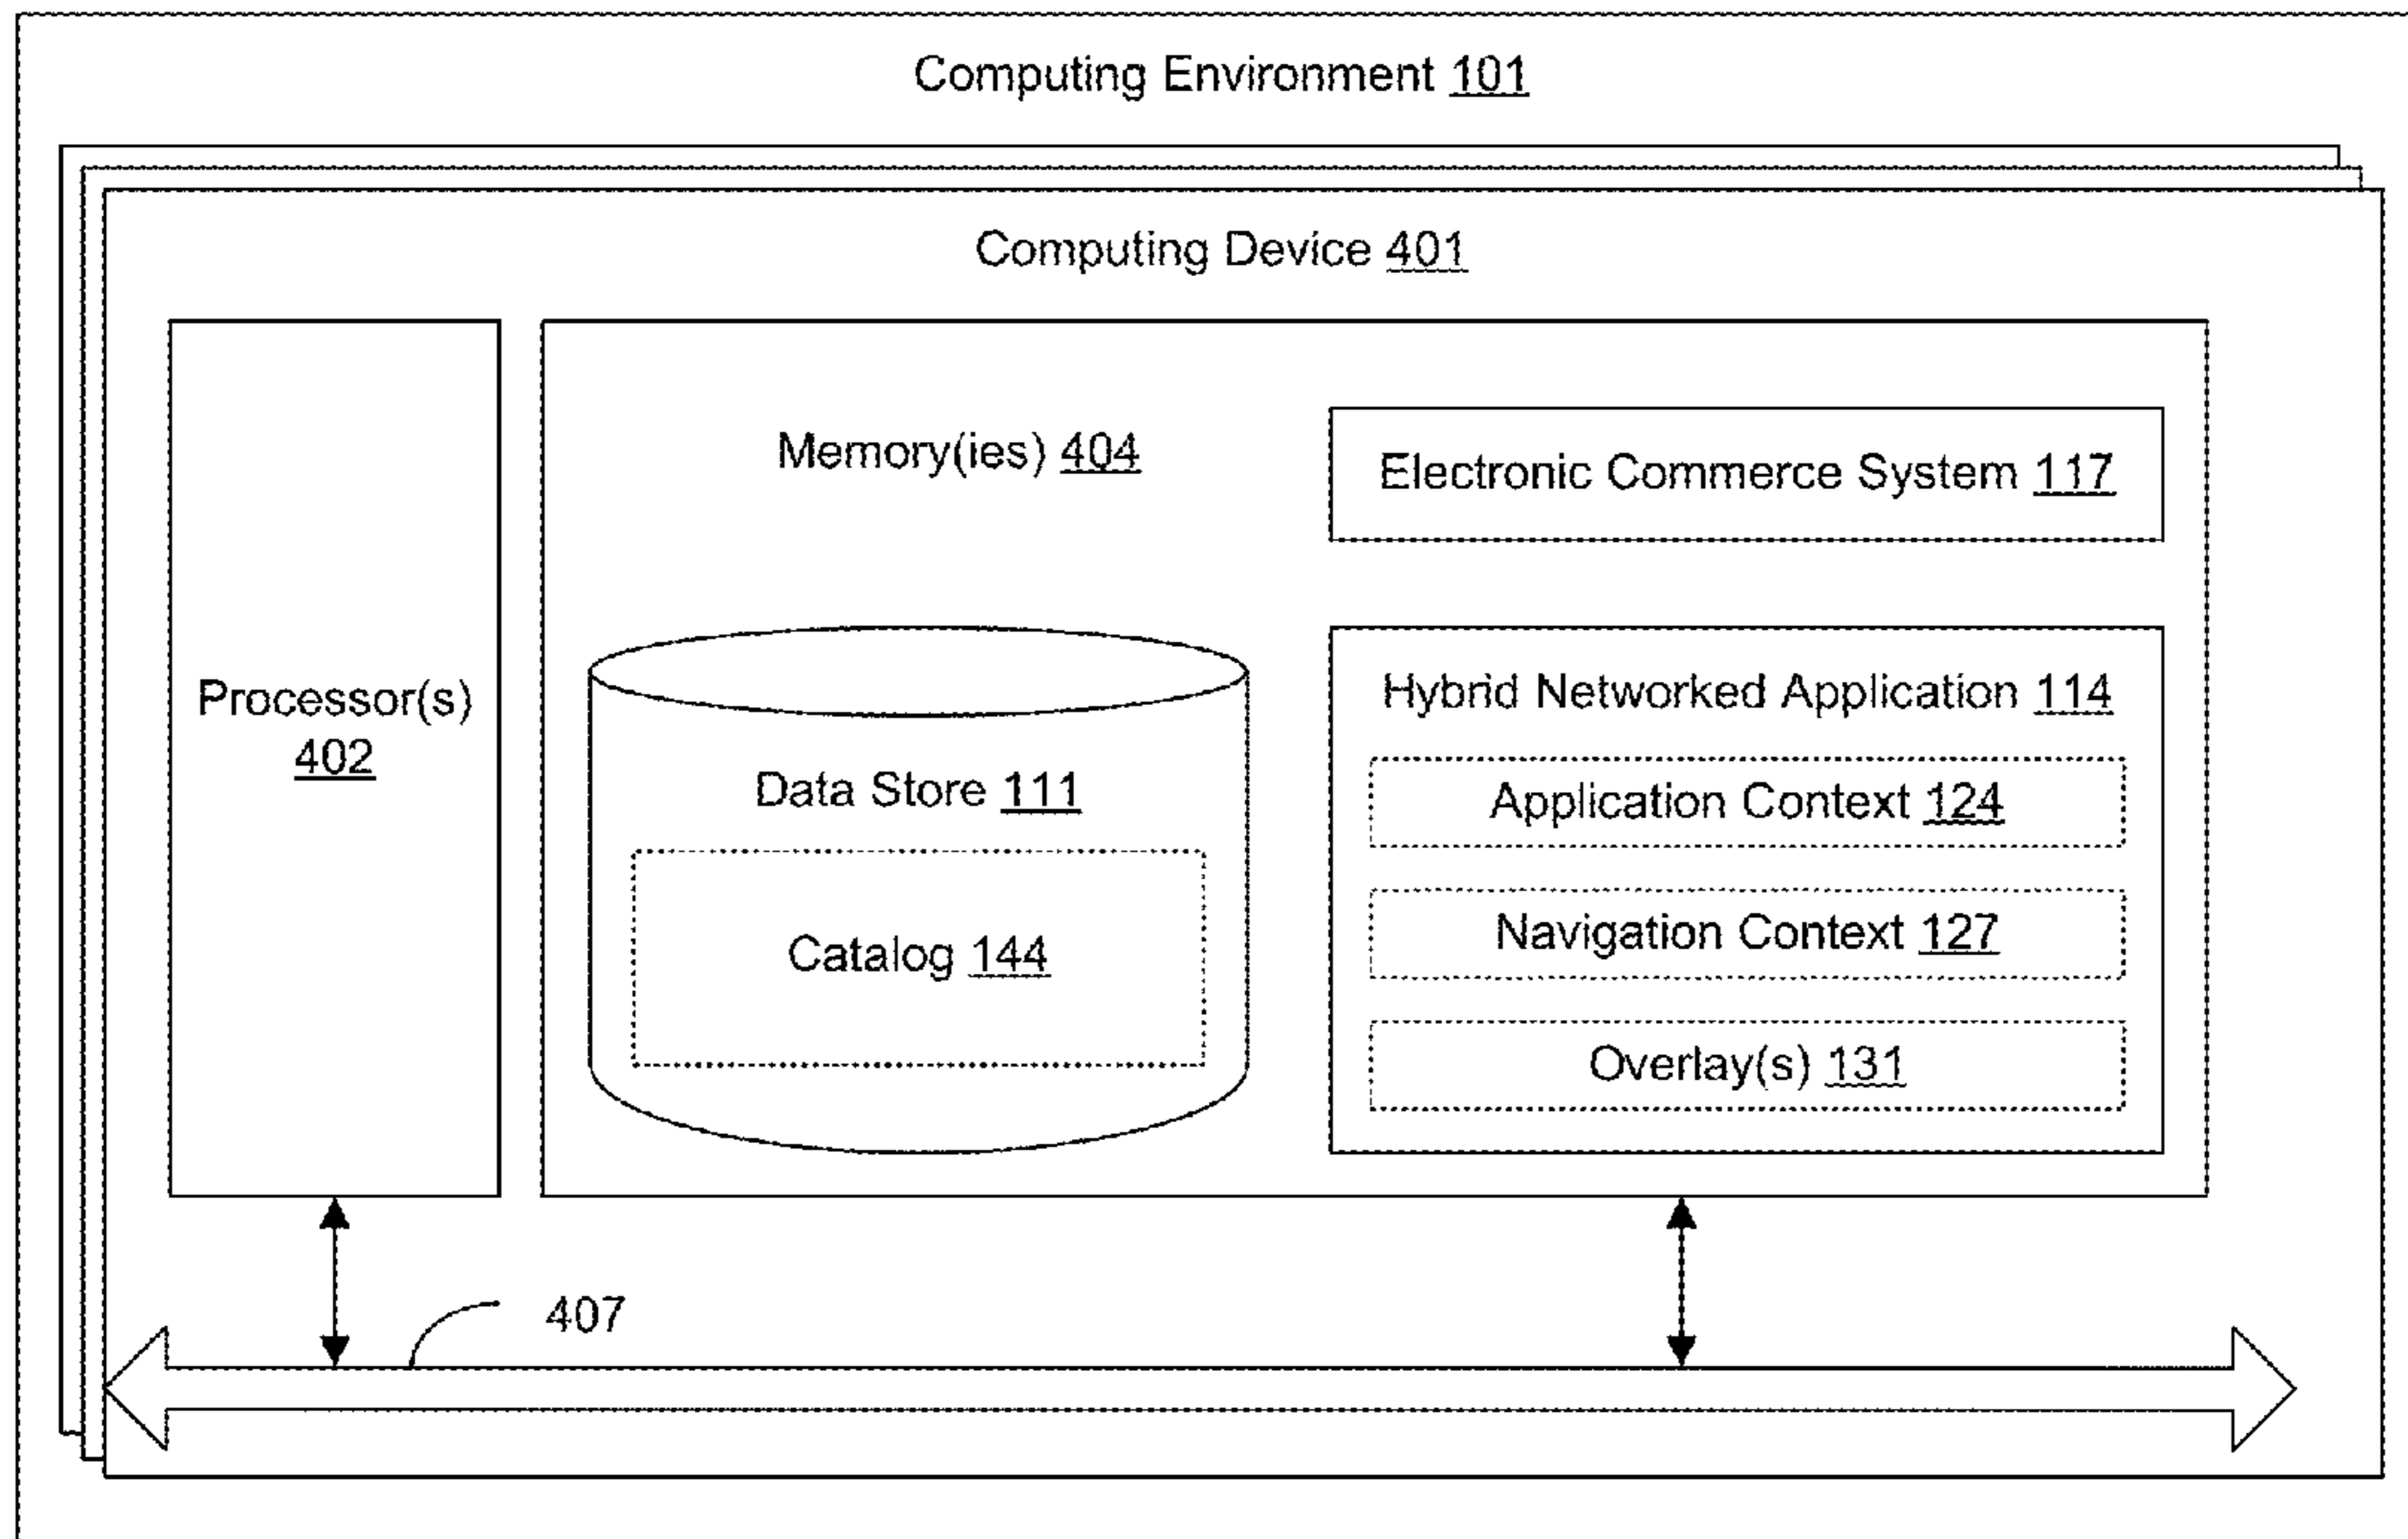 Computing Environment 101
Computing Device 401
Processor(s)
402
Memory(ies) 404
Electronic Commerce System 117
Data Store 111
Catalog 144
Hybrid Networked Application 114
Application Context 124
Navigation Context 127
Overlay(s) 131
407